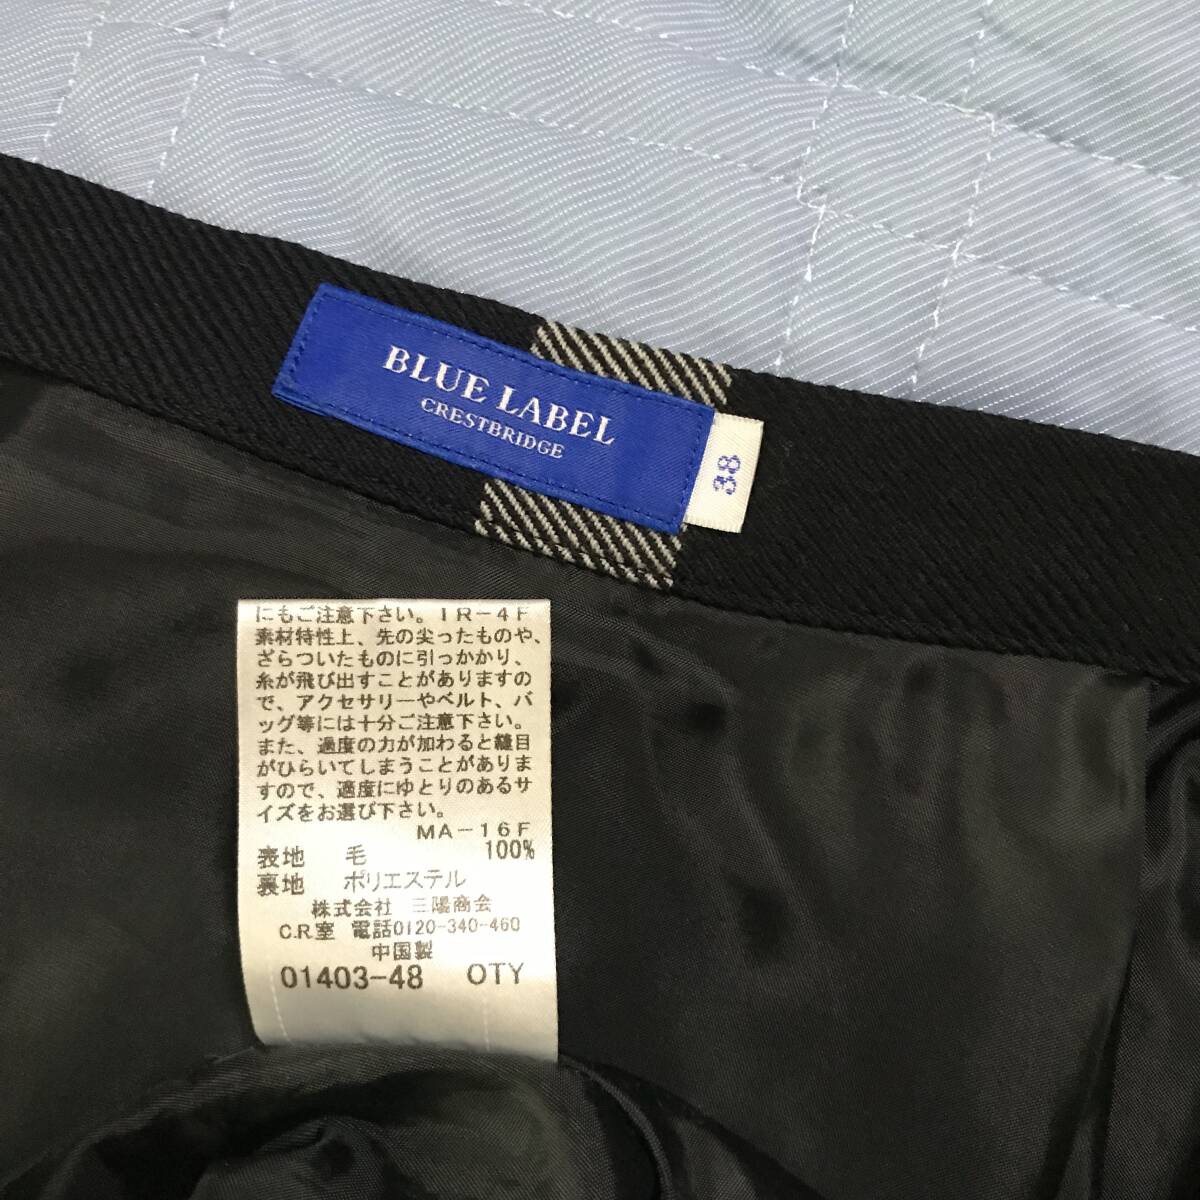 BLUE LABEL
CRESTBRIDGE
38
にもご注意下さい。IR-4F
素材特性上、先の尖ったものや、
ざらついたものに引っかかり、
糸が飛び出すことがありますの
で、アクセサリーやベルト、バ
ッグ等には十分ご注意下さい。
また、過度の力が加わると縫目
がひらいてしまうことがありま
すので、適度にゆとりのあるサ
イズをお選び下さい。
MA-16F
表地 毛 100%
裏地 ポリエステル
株式会社 三陽商会
C.R室 電話0120-340-460
中国製
01403-48 OTY